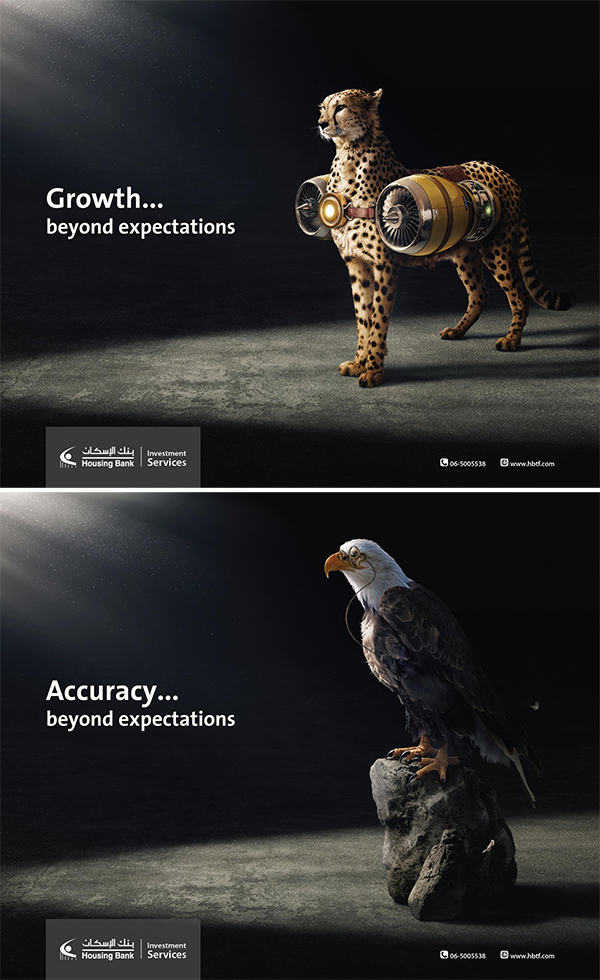 Growth...
beyond expectations
بنك الإسكان
Housing Bank
Investment
Services
06-5005538
www.hbtf.com
Accuracy...
beyond expectations
بنك الإسكان
Housing Bank
Investment
Services
06-5005538
www.hbtf.com